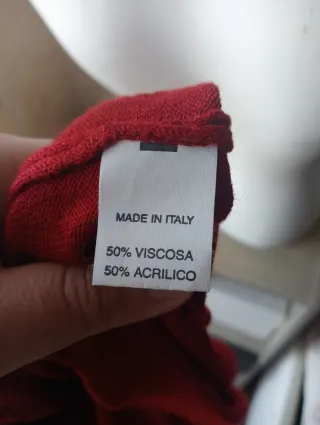 MADE IN ITALY
50% VISCOSA
50% ACRILICO